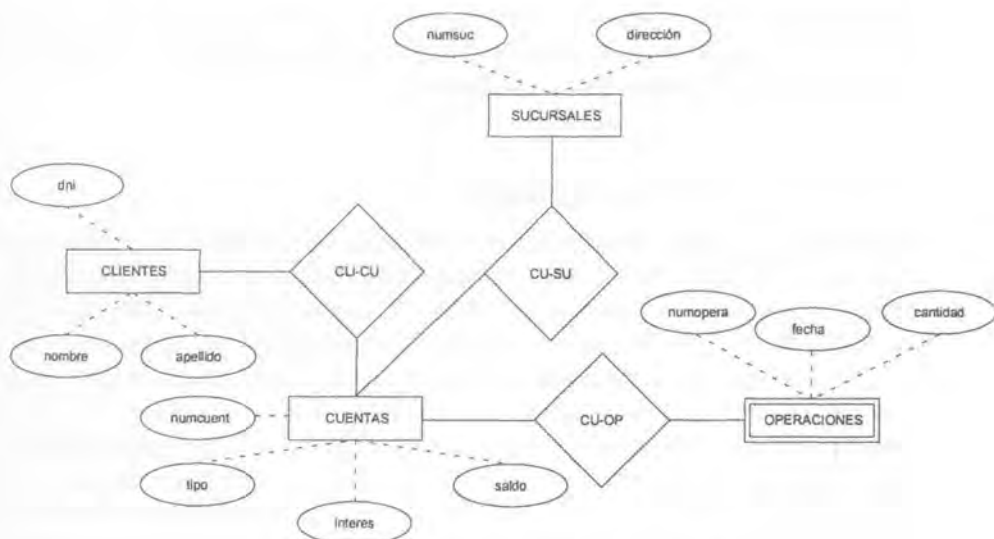 numsuc
dirección
SUCURSALES
dni
CLIENTES
CLI-CU
CU-SU
nombre
apellido
numopera
fecha
cantidad
numcuent
CUENTAS
CU-OP
OPERACIONES
tipo
saldo
interes